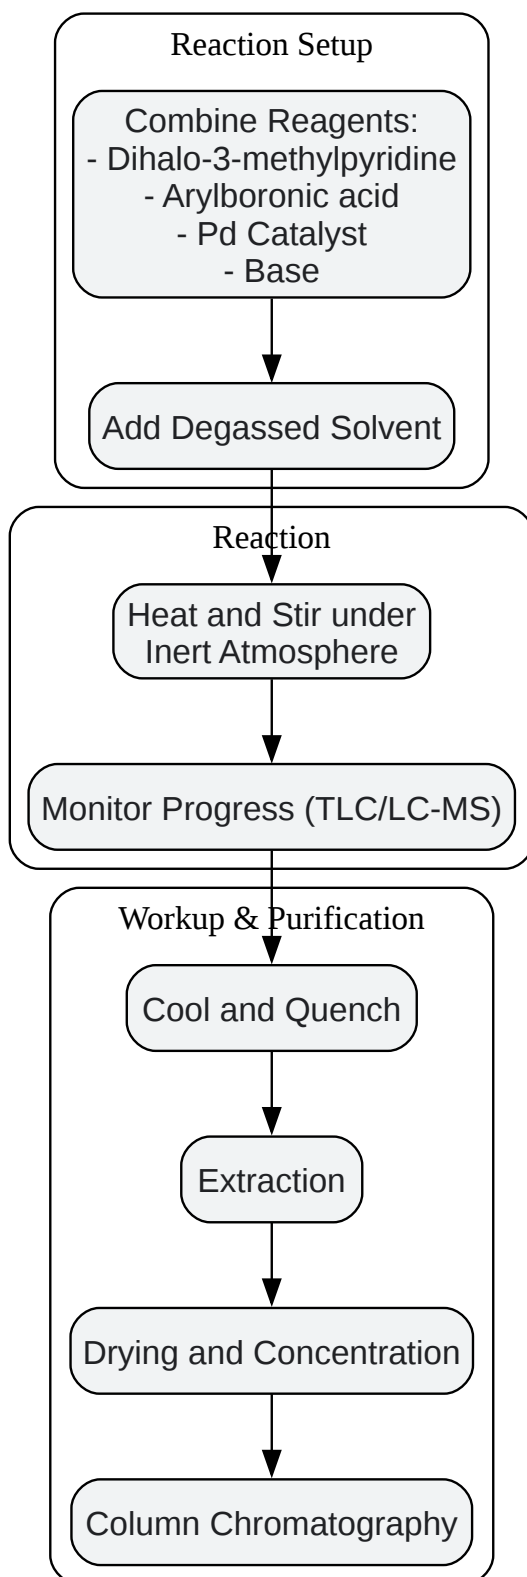 Reaction Setup
Combine Reagents:
- Dihalo-3-methylpyridine
- Arylboronic acid
- Pd Catalyst
- Base
Add Degassed Solvent
Reaction
Heat and Stir under
Inert Atmosphere
Monitor Progress (TLC/LC-MS)
Workup & Purification
Cool and Quench
Extraction
Drying and Concentration
Column Chromatography